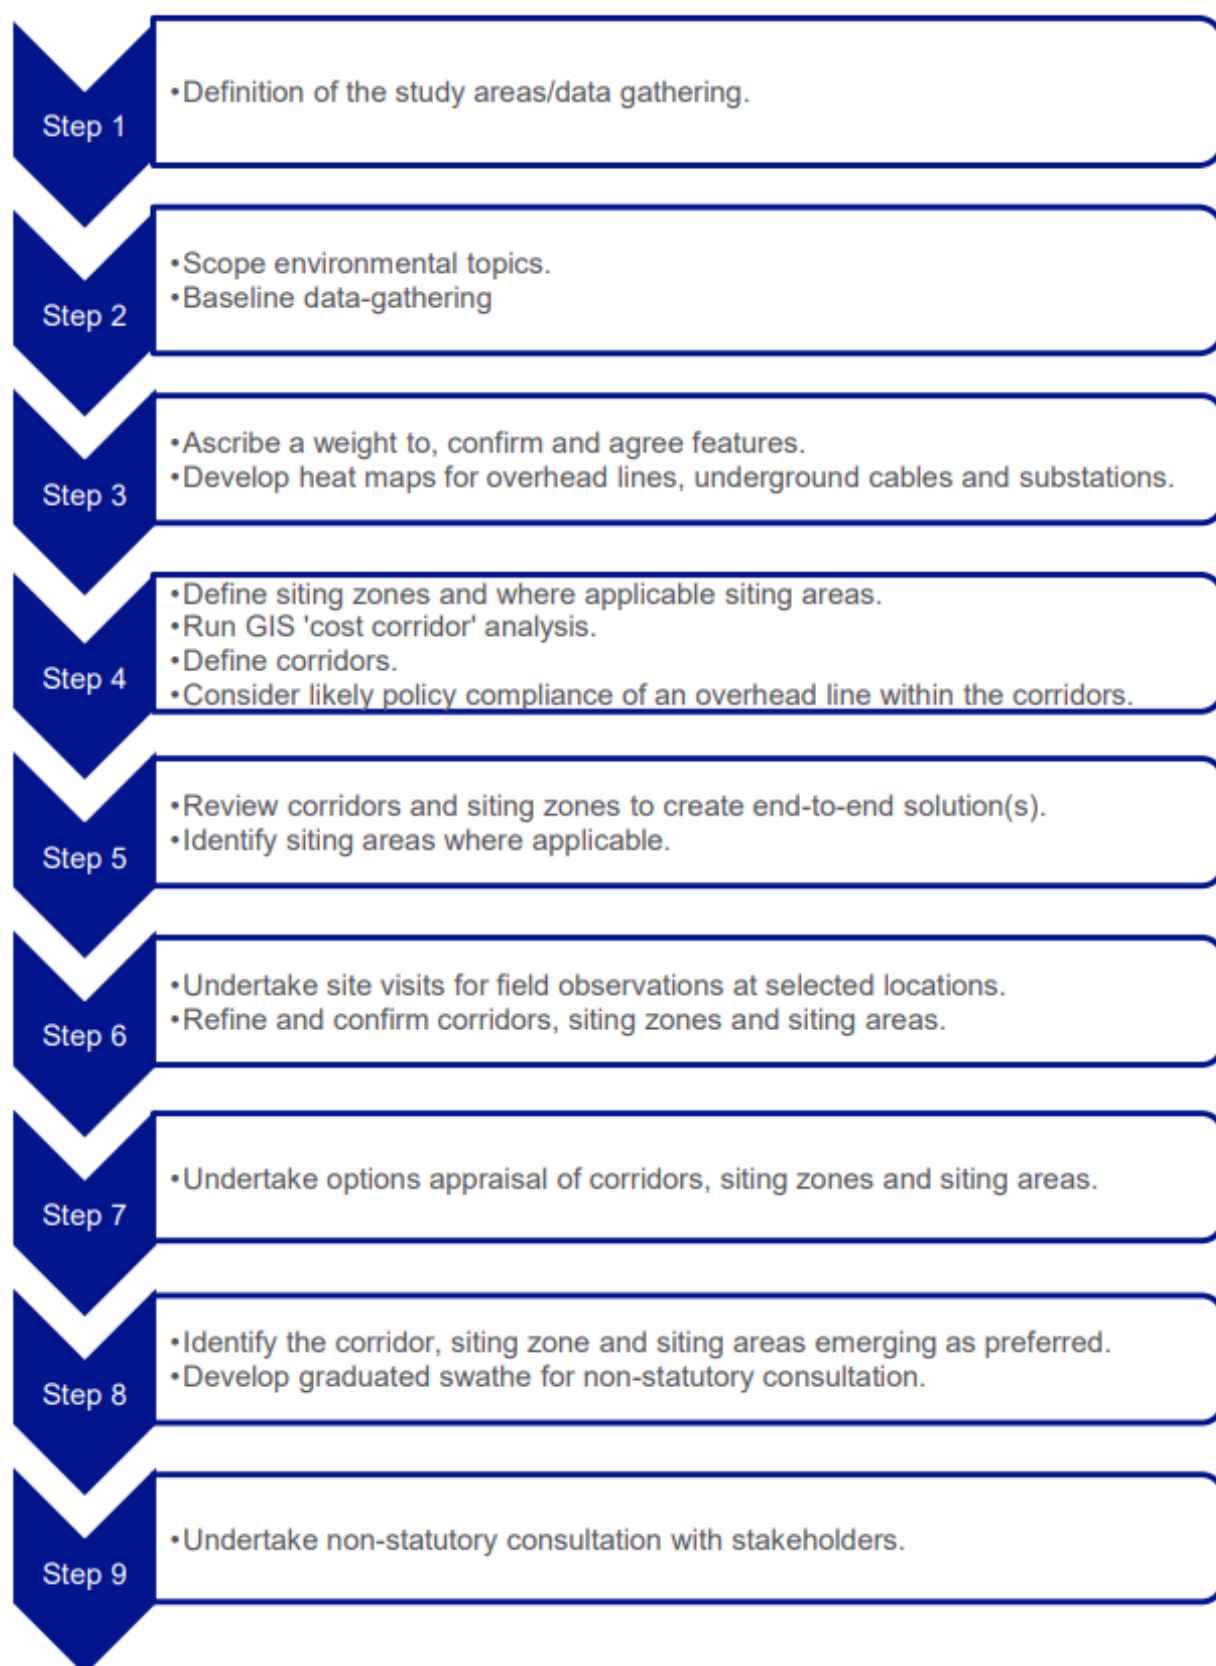 Step 1
•Definition of the study areas/data gathering.
Step 2
•Scope environmental topics.
•Baseline data-gathering
Step 3
•Ascribe a weight to, confirm and agree features.
•Develop heat maps for overhead lines, underground cables and substations.
Step 4
•Define siting zones and where applicable siting areas.
•Run GIS 'cost corridor' analysis.
•Define corridors.
•Consider likely policy compliance of an overhead line within the corridors.
Step 5
•Review corridors and siting zones to create end-to-end solution(s).
•Identify siting areas where applicable.
Step 6
•Undertake site visits for field observations at selected locations.
•Refine and confirm corridors, siting zones and siting areas.
Step 7
•Undertake options appraisal of corridors, siting zones and siting areas.
Step 8
•Identify the corridor, siting zone and siting areas emerging as preferred.
•Develop graduated swathe for non-statutory consultation.
Step 9
•Undertake non-statutory consultation with stakeholders.